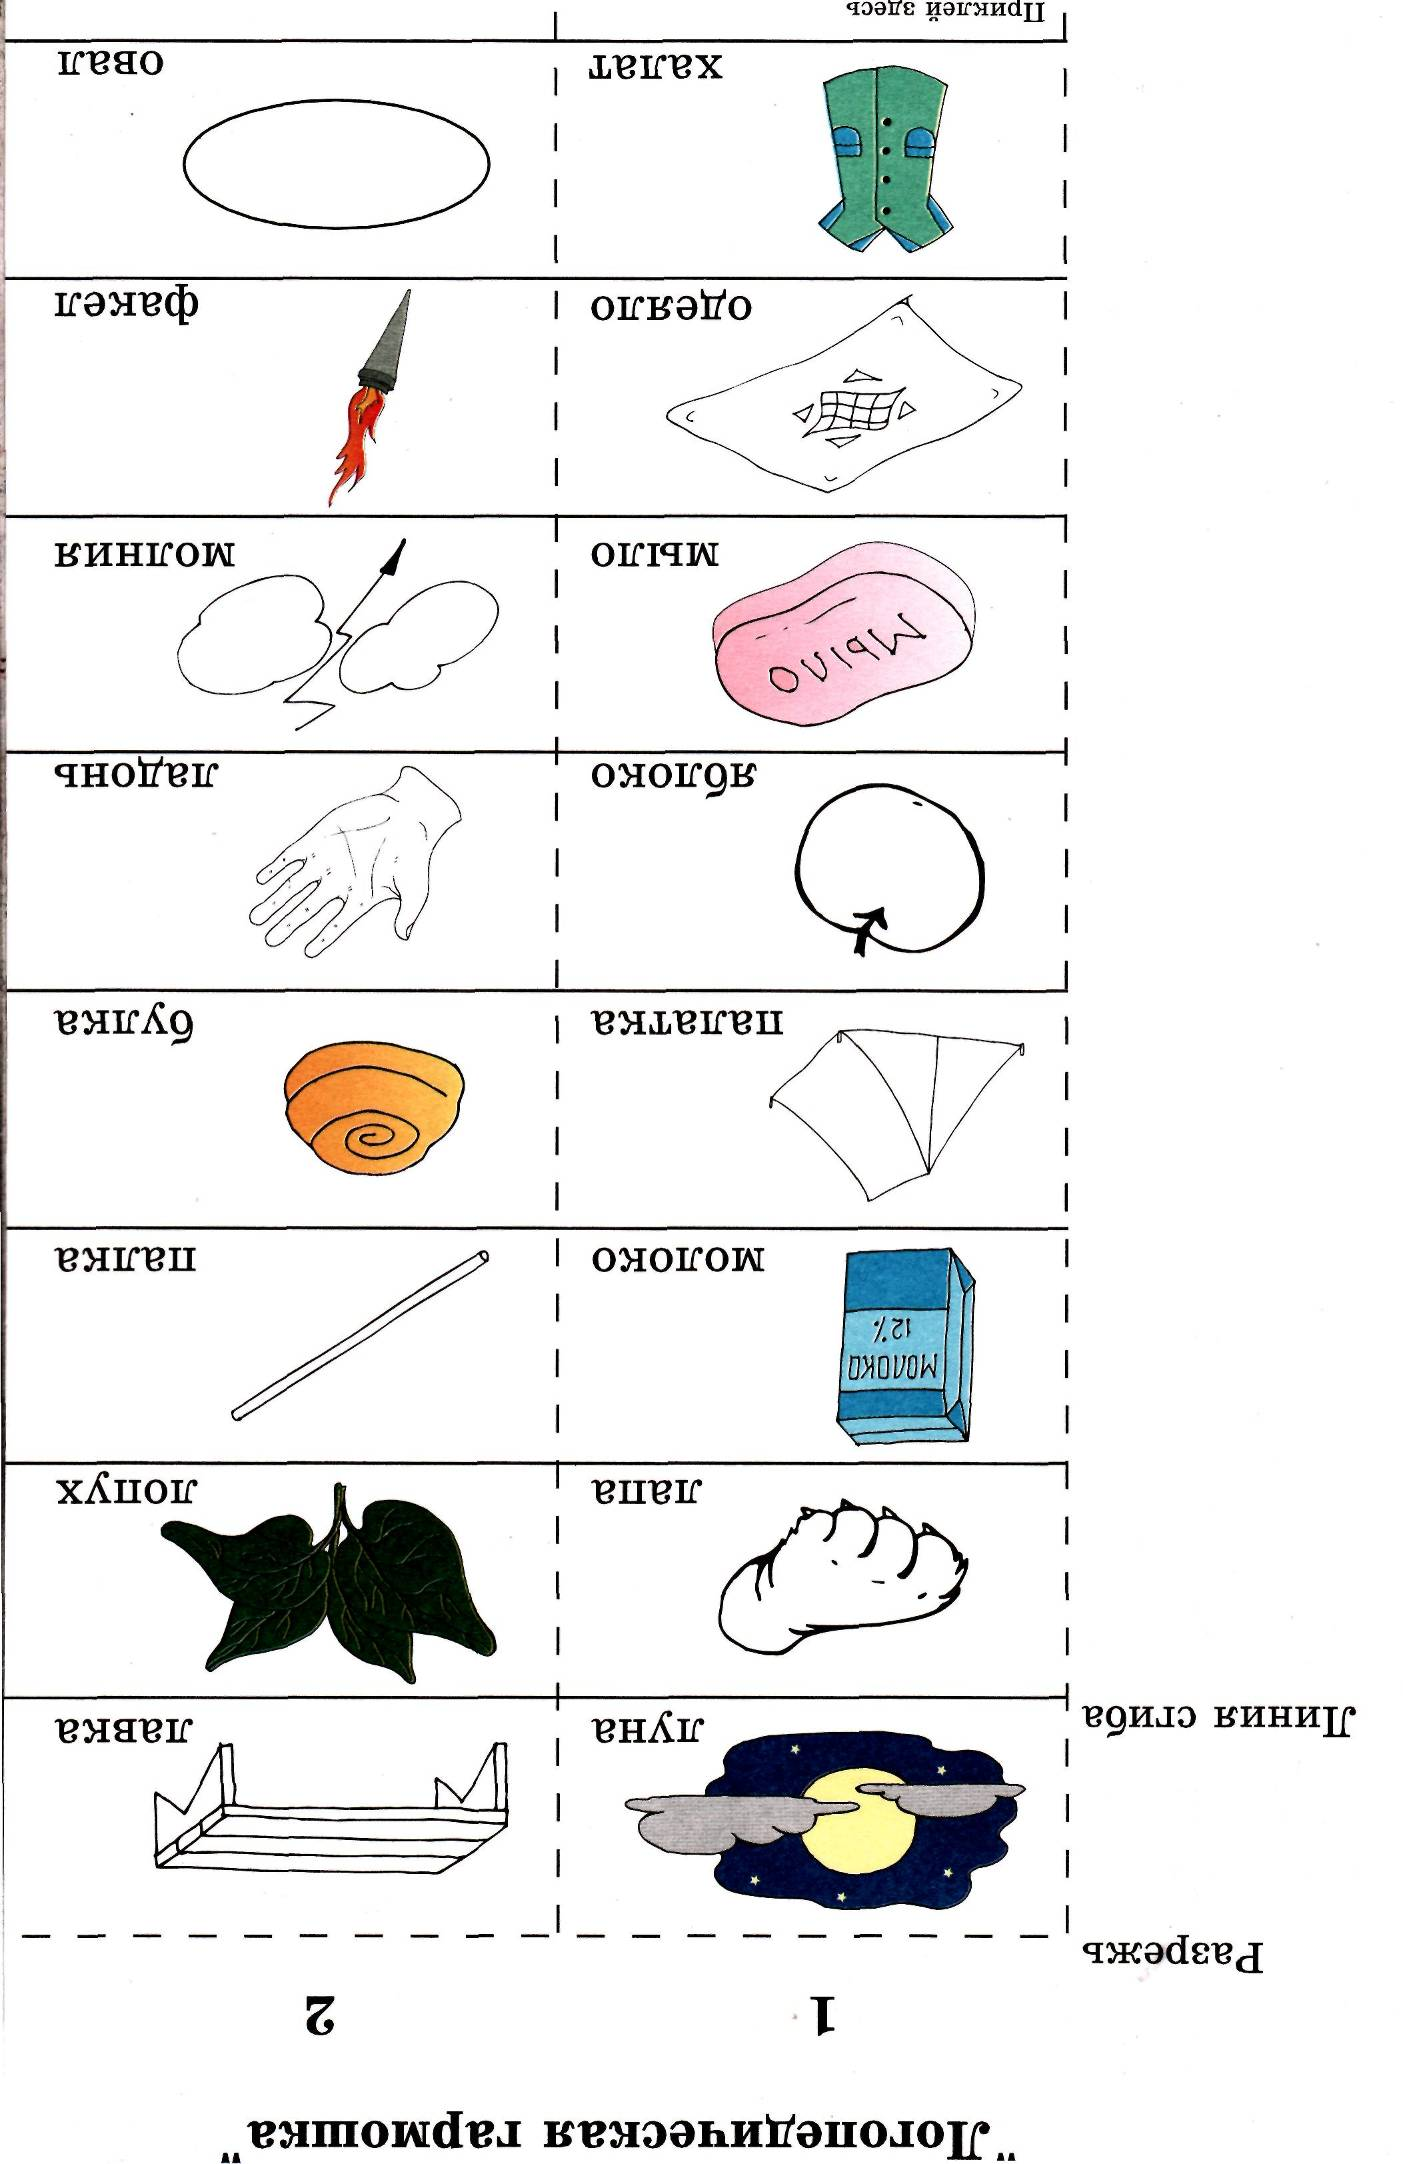 "Логопедическая гармошка"
1 2
Разрежь
луна лавка
Линия сгиба
лапа лопух
МОЛОКО
12%
молоко палка
палатка булка
яблоко ладонь
Мыло
мыло молния
одеяло факел
халат овал
Приклей здесь